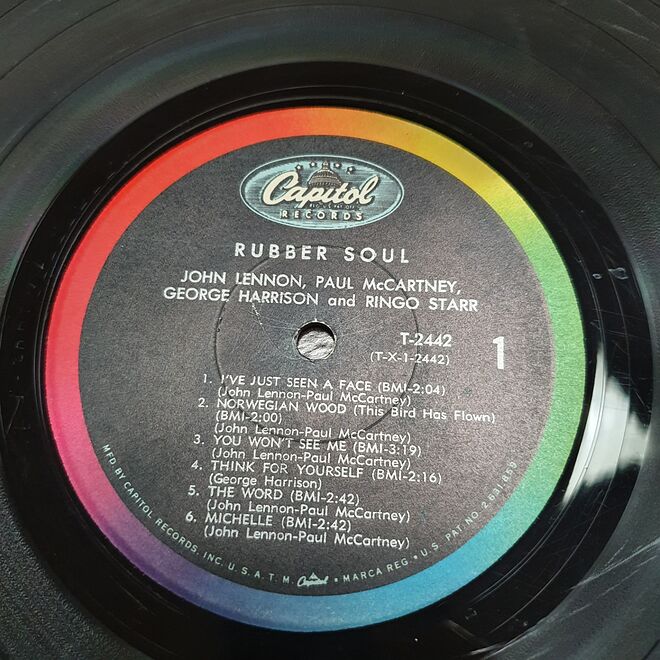 Capitol
RECORDS
RUBBER SOUL
JOHN LENNON, PAUL McCARTNEY,
GEORGE HARRISON and RINGO STARR
T-2442
(T-X-1-2442)
1
1. I'VE JUST SEEN A FACE (BMI-2:04)
(John Lennon-Paul McCartney)
2. NORWEGIAN WOOD (This Bird Has Flown)
(BMI-2:00)
(John Lennon-Paul McCartney)
3. YOU WON'T SEE ME (BMI-3:19)
(John Lennon-Paul McCartney)
4. THINK FOR YOURSELF (BMI-2:16)
(George Harrison)
5. THE WORD (BMI-2:42)
(John Lennon-Paul McCartney)
6. MICHELLE (BMI-2:42)
(John Lennon-Paul McCartney)
MFD BY CAPITOL RECORDS, INC. U.S.A. T.M. Capitol • MARCA REG. • U.S. PAT. NO. 2,631,859